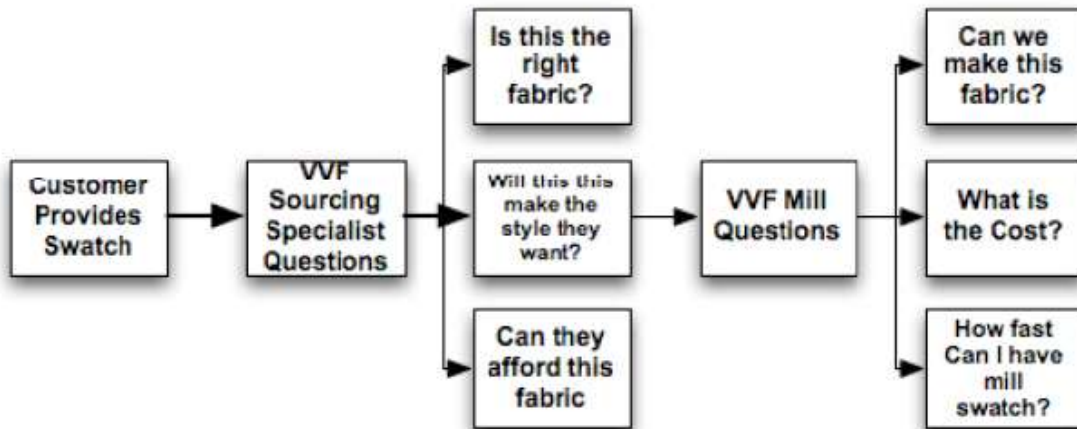 Customer
Provides
Swatch
VVF
Sourcing
Specialist
Questions
Is this the
right
fabric?
Will this this
make the
style they
want?
Can they
afford this
fabric
VVF Mill
Questions
Can we
make this
fabric?
What is
the Cost?
How fast
Can I have
mill
swatch?